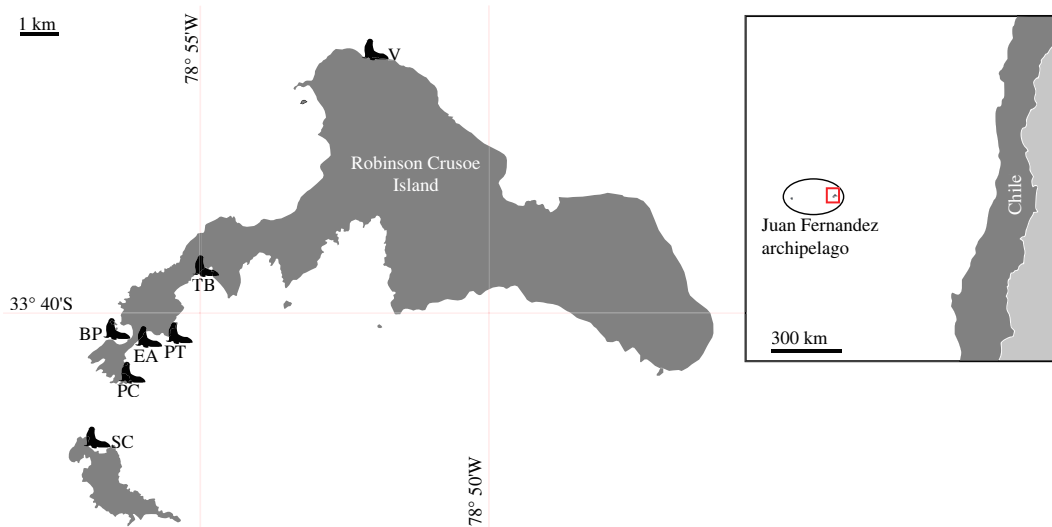 1 km
78° 55'W
V
Robinson Crusoe
Island
TB
33° 40'S
BP
EA
PT
PC
SC
78° 50'W
Chile
Juan Fernandez
archipelago
300 km